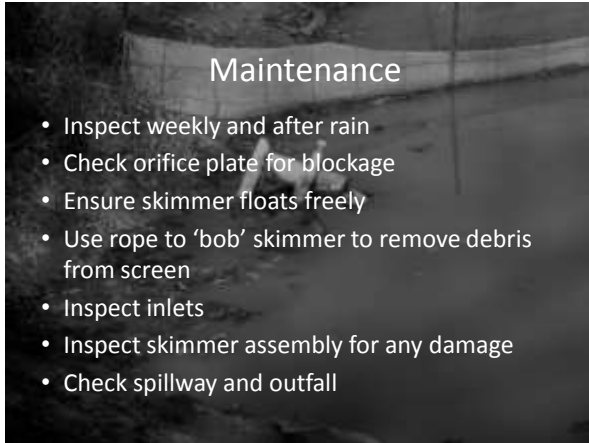 Maintenance
• Inspect weekly and after rain
• Check orifice plate for blockage
• Ensure skimmer floats freely
• Use rope to ‘bob’ skimmer to remove debris
from screen
• Inspect inlets
• Inspect skimmer assembly for any damage
• Check spillway and outfall